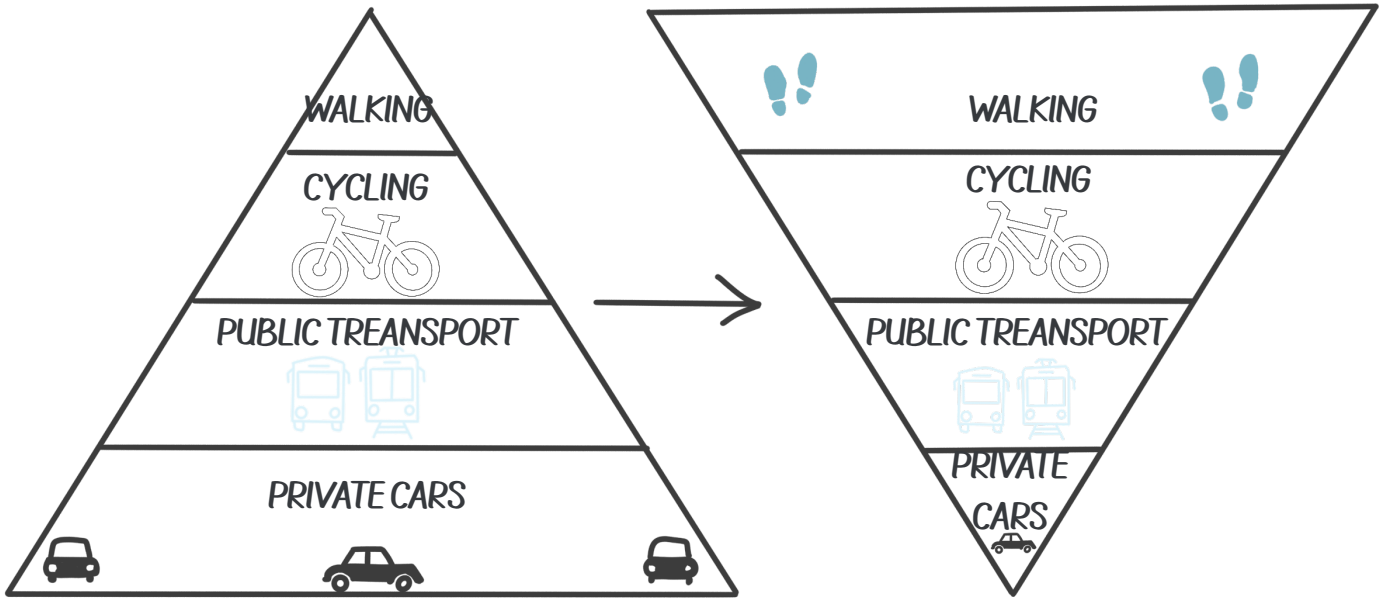 WALKING
CYCLING
PUBLIC TREANSPORT
PRIVATE CARS
WALKING
CYCLING
PUBLIC TREANSPORT
PRIVATE
CARS